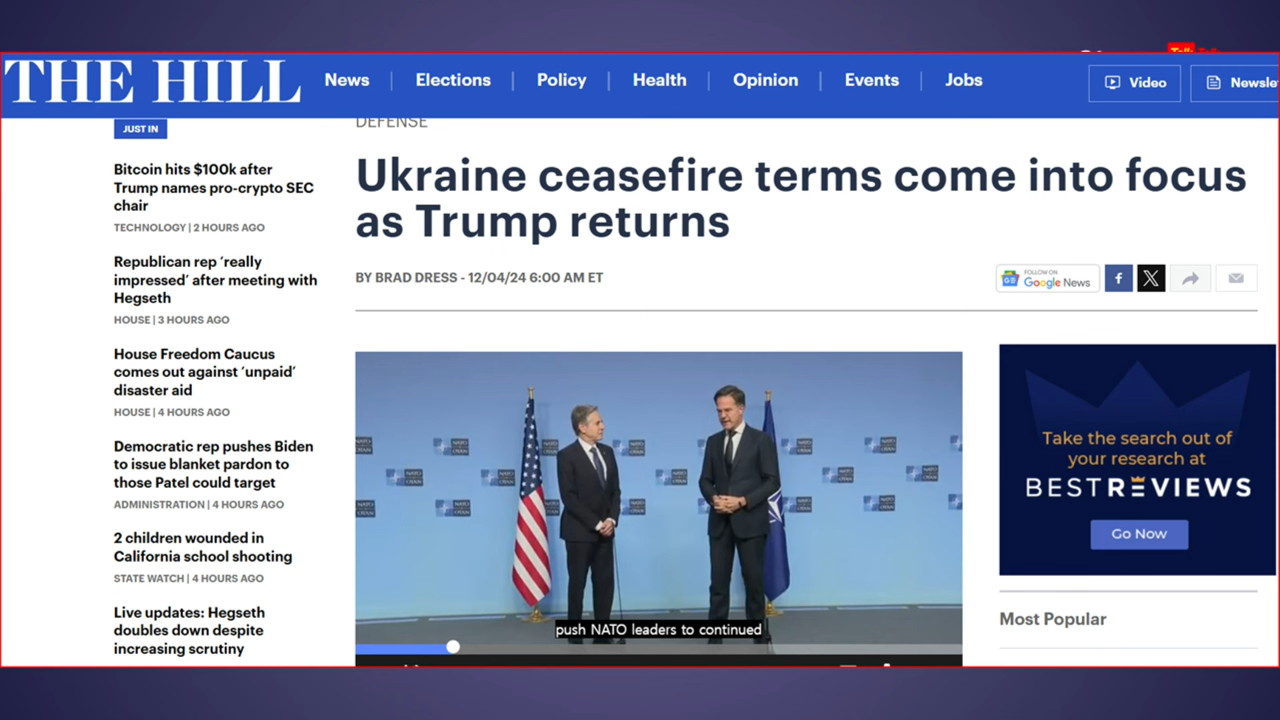 THE HILL
News
Elections
Policy
Health
Opinion
Events
Jobs
Video
DEFENSE
JUST IN
Bitcoin hits $100k after
Trump names pro-crypto SEC
chair
TECHNOLOGY | 2 HOURS AGO
Republican rep ‘really
impressed’ after meeting with
Hegseth
HOUSE | 3 HOURS AGO
House Freedom Caucus
comes out against ‘unpaid’
disaster aid
HOUSE | 4 HOURS AGO
Democratic rep pushes Biden
to issue blanket pardon to
those Patel could target
ADMINISTRATION | 4 HOURS AGO
2 children wounded in
California school shooting
STATE WATCH | 4 HOURS AGO
Live updates: Hegseth
doubles down despite
increasing scrutiny
Ukraine ceasefire terms come into focus
as Trump returns
BY BRAD DRESS - 12/04/24 6:00 AM ET
FOLLOW ON
Google News
push NATO leaders to continued
Take the search out of
your research at
BESTREVIEWS
Go Now
Most Popular